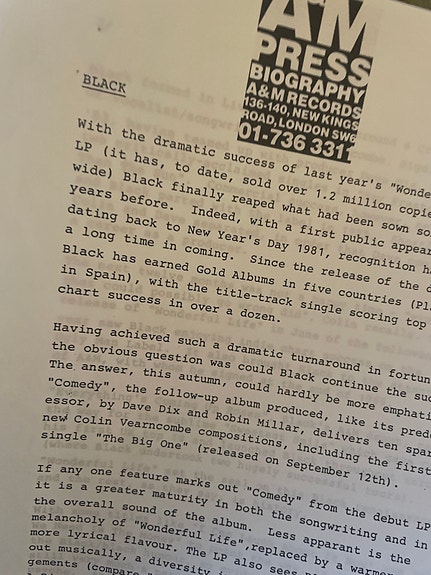 A&M
PRESS
BIOGRAPHY
A&M RECORDS
136-140, NEW KINGS
ROAD, LONDON SW6
01-736 3311
BLACK
With the dramatic success of last year's "Wonde
LP (it has, to date, sold over 1.2 million copie
wide) Black finally reaped what had been sown so
years before. Indeed, with a first public appear
dating back to New Year's Day 1981, recognition h
a long time in coming. Since the release of the d
Black has earned Gold Albums in five countries (Pl
in Spain), with the title-track single scoring top
chart success in over a dozen.
Having achieved such a dramatic turnaround in fortun
the obvious question was could Black continue the suc
The answer, this autumn, could hardly be more emphati
"Comedy", the follow-up album produced, like its pred
essor, by Dave Dix and Robin Millar, delivers ten spar
new Colin Vearncombe compositions, including the first
single "The Big One" (released on September 12th).
If any one feature marks out "Comedy" from the debut LP
it is a greater maturity in both the songwriting and in
the overall sound of the album. Less apparent is the
melancholy of "Wonderful Life",replaced by a warmer
more lyrical flavour. The LP also sees
out musically, a diversity i
gements (compare "